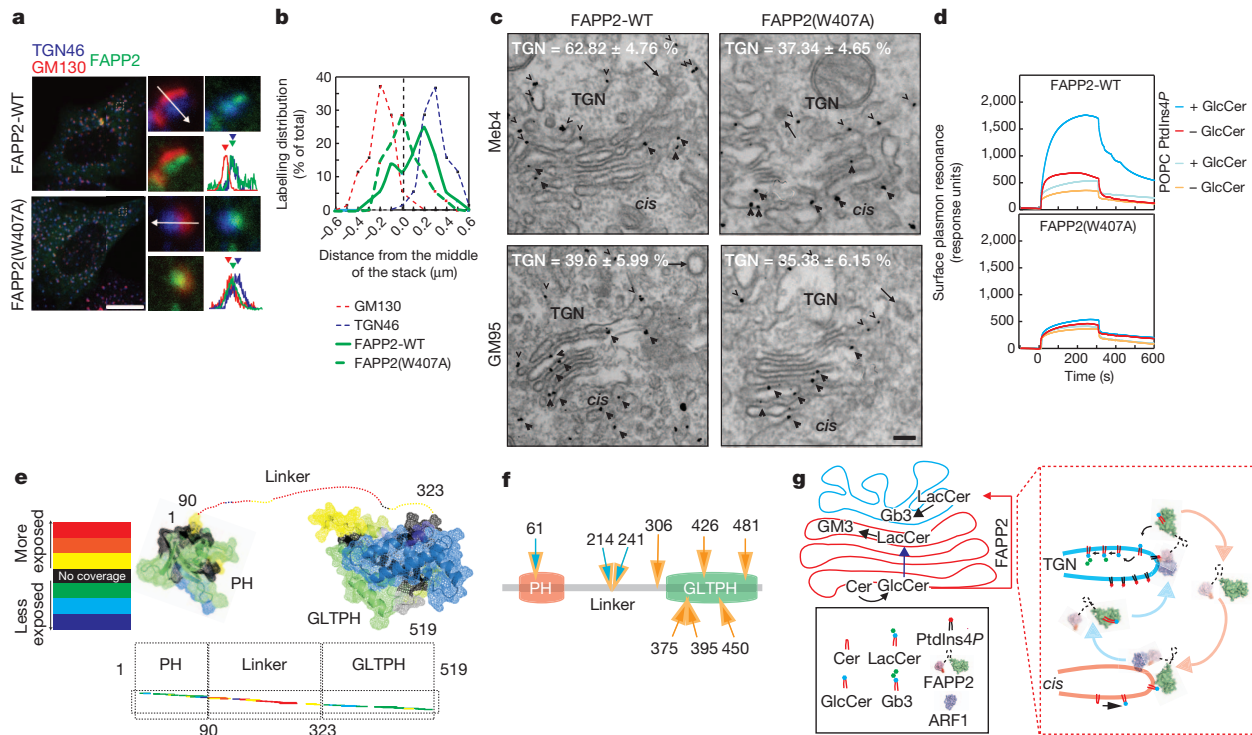 a
TGN46
GM130 FAPP2
FAPP2-WT
FAPP2(W407A)
b
Labelling distribution
(% of total)
40
35
30
20
10
0
–0.6
–0.4
–0.2
0.0
0.2
0.4
0.6
Distance from the middle
of the stack (µm)
GM130
TGN46
FAPP2-WT
FAPP2(W407A)
c
FAPP2-WT
FAPP2(W407A)
Meb4
GM95
TGN = 62.82 ± 4.76 %
TGN
cis
TGN = 37.34 ± 4.65 %
TGN
cis
TGN = 39.6 ± 5.99 %
TGN
cis
TGN = 35.38 ± 6.15 %
TGN
cis
d
Surface plasmon resonance
(response units)
FAPP2-WT
2,000
1,500
1,000
500
0
+ GlcCer
– GlcCer
+ GlcCer
– GlcCer
PtdIns4P
POPC
FAPP2(W407A)
2,000
1,500
1,000
500
0
0
200
400
600
Time (s)
e
More
exposed
No coverage
Less
exposed
90
1
PH
Linker
323
GLTPH
519
1
PH
Linker
GLTPH
519
90
323
f
61
214
241
306
426
481
PH
Linker
GLTPH
375
395
450
g
LacCer
Gb3
GM3
LacCer
Cer
GlcCer
FAPP2
Cer
LacCer
PtdIns4P
FAPP2
GlcCer
Gb3
ARF1
TGN
cis